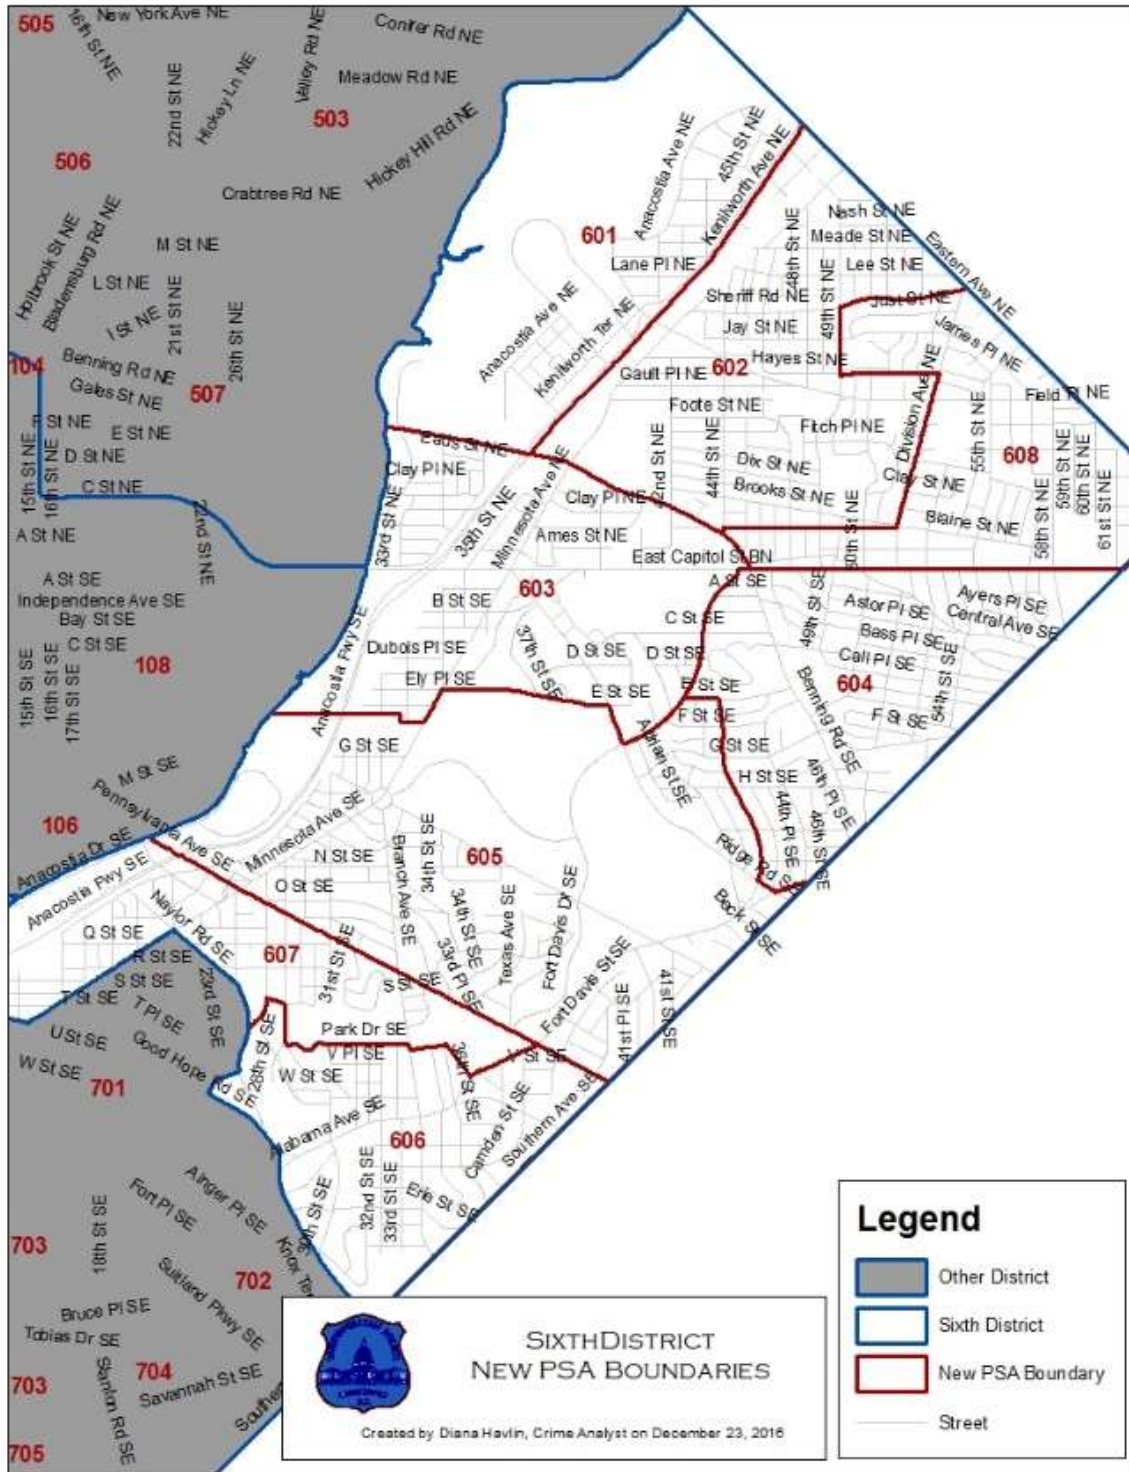 505
New York Ave NE
16th St NE
22nd St NE
Hickey Ln NE
Valley Rd NE
Conifer Rd NE
Meadow Rd NE
503
506
Hickey Hill Rd NE
Crabtree Rd NE
Holbrook St NE
Bladensburg Rd NE
M St NE
L St NE
I St NE
21st St NE
26th St NE
104
Benning Rd NE
Gales St NE
507
F St NE
E St NE
15th St NE
16th St NE
D St NE
C St NE
A St NE
22nd St NE
A St SE
Independence Ave SE
Bay St SE
C St SE
108
15th St SE
16th St SE
17th St SE
M St SE
106
Pennsylvania Ave SE
Anacostia Dr SE
Anacostia Fwy SE
601
Anacostia Ave NE
45th St NE
Kenilworth Ave NE
Lane Pl NE
Anacostia Ave NE
Kenilworth Ter NE
Nash St NE
Meade St NE
Lee St NE
48th St NE
49th St NE
Eastern Ave NE
Sheriff Rd NE
Just St NE
Jay St NE
James Pl NE
Hayes St NE
602
Gault Pl NE
Foote St NE
Fitch Pl NE
Division Ave NE
Field Pl NE
55th St NE
608
59th St NE
60th St NE
61st St NE
58th St NE
Eads St NE
Clay Pl NE
42nd St NE
44th St NE
Dix St NE
Brooks St NE
Clay St NE
Blaine St NE
50th St NE
33rd St NE
35th St NE
Minnesota Ave NE
Clay Pl NE
Ames St NE
East Capitol St BN
603
A St SE
B St SE
C St SE
Dubois Pl SE
37th St SE
D St SE
D St SE
Ely Pl SE
E St SE
E St SE
F St SE
G St SE
H St SE
Anacostia Fwy SE
Adrian St SE
49th St SE
Astor Pl SE
Ayers Pl SE
Central Ave SE
Bass Pl SE
Call Pl SE
604
54th St SE
F St SE
Benning Rd SE
46th Pl SE
44th Pl SE
46th St SE
Ridge Rd SE
Beck St SE
G St SE
Minnesota Ave SE
N St SE
O St SE
Branch Ave SE
34th St SE
605
34th St SE
33rd Pl SE
Texas Ave SE
Fort Davis Dr SE
Fort Davis St SE
41st Pl SE
41st St SE
Naylor Rd SE
Q St SE
R St SE
S St SE
T St SE
T Pl SE
23rd St SE
607
31st St SE
S St SE
Park Dr SE
V Pl SE
V St SE
U St SE
W St SE
Good Hope Rd SE
28th St SE
W St SE
36th St SE
701
Alabama Ave SE
606
Camden St SE
Southern Ave SE
32nd St SE
33rd St SE
Erie St SE
30th St SE
Ainger Pl SE
Fort Pl SE
18th St SE
703
702
Suitland Pkwy SE
Bruce Pl SE
Tobias Dr SE
704
Savannah St SE
703
Stanton Rd SE
705
SIXTHDISTRICT
NEW PSA BOUNDARIES
Created by Diana Havlin, Crime Analyst on December 23, 2016
Legend
Other District
Sixth District
New PSA Boundary
Street